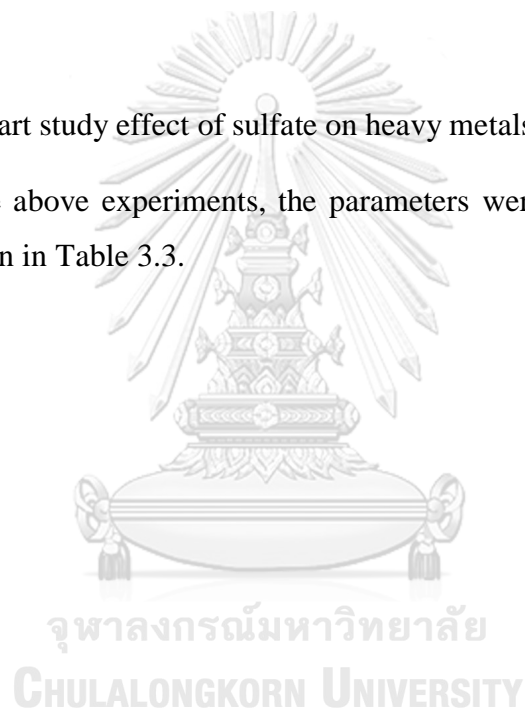 art study effect of sulfate on heavy metals
above experiments, the parameters wer
n in Table 3.3.
จุฬาลงกรณ์มหาวิทยาลัย
CHULALONGKORN UNIVERSITY